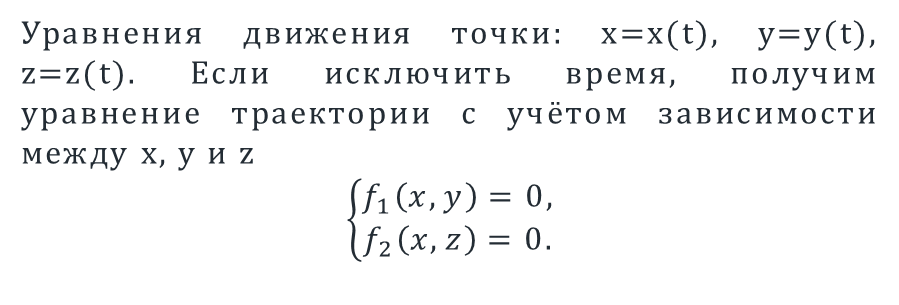 Уравнения движения точки: x=x(t), y=y(t),
z=z(t). Если исключить время, получим
уравнение траектории с учётом зависимости
между x, y и z
{f₁(x, y) = 0,
f₂(x, z) = 0.